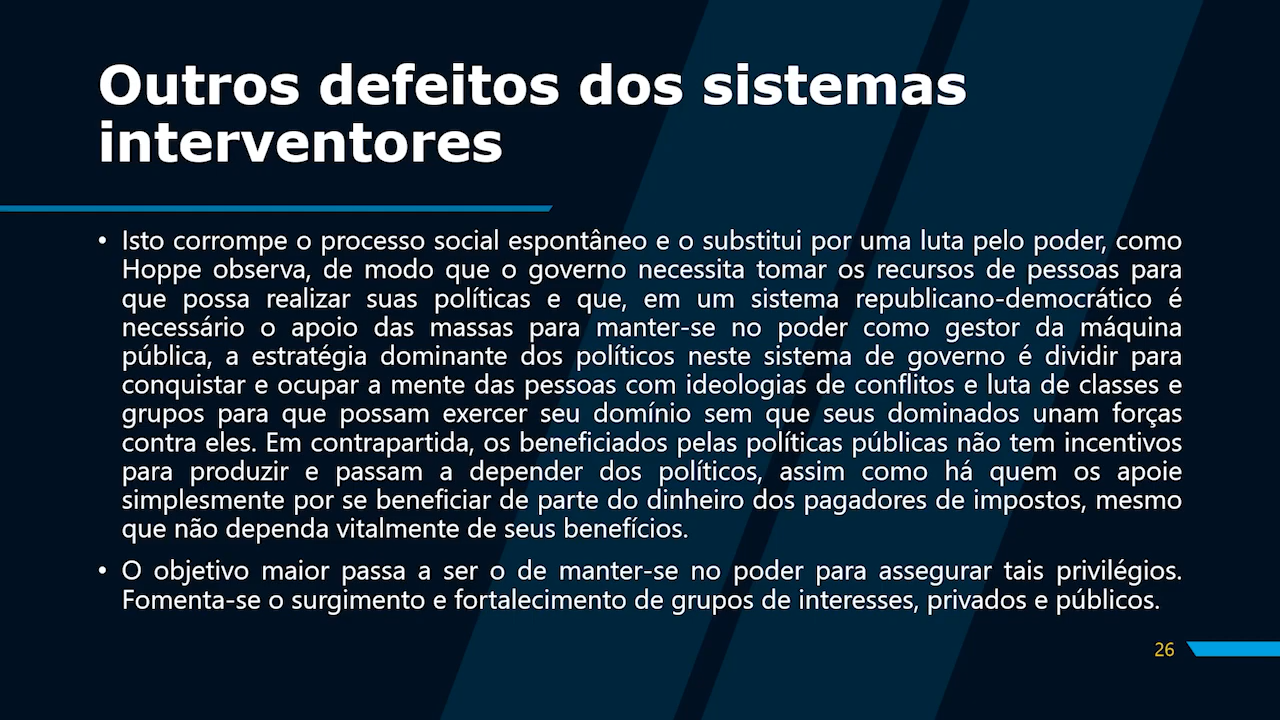 Outros defeitos dos sistemas
interventores
• Isto corrompe o processo social espontâneo e o substitui por uma luta pelo poder, como
Hoppe observa, de modo que o governo necessita tomar os recursos de pessoas para
que possa realizar suas políticas e que, em um sistema republicano-democrático é
necessário o apoio das massas para manter-se no poder como gestor da máquina
pública, a estratégia dominante dos políticos neste sistema de governo é dividir para
conquistar e ocupar a mente das pessoas com ideologias de conflitos e luta de classes e
grupos para que possam exercer seu domínio sem que seus dominados unam forças
contra eles. Em contrapartida, os beneficiados pelas políticas públicas não tem incentivos
para produzir e passam a depender dos políticos, assim como há quem os apoie
simplesmente por se beneficiar de parte do dinheiro dos pagadores de impostos, mesmo
que não dependa vitalmente de seus benefícios.
• O objetivo maior passa a ser o de manter-se no poder para assegurar tais privilégios.
Fomenta-se o surgimento e fortalecimento de grupos de interesses, privados e públicos.
26